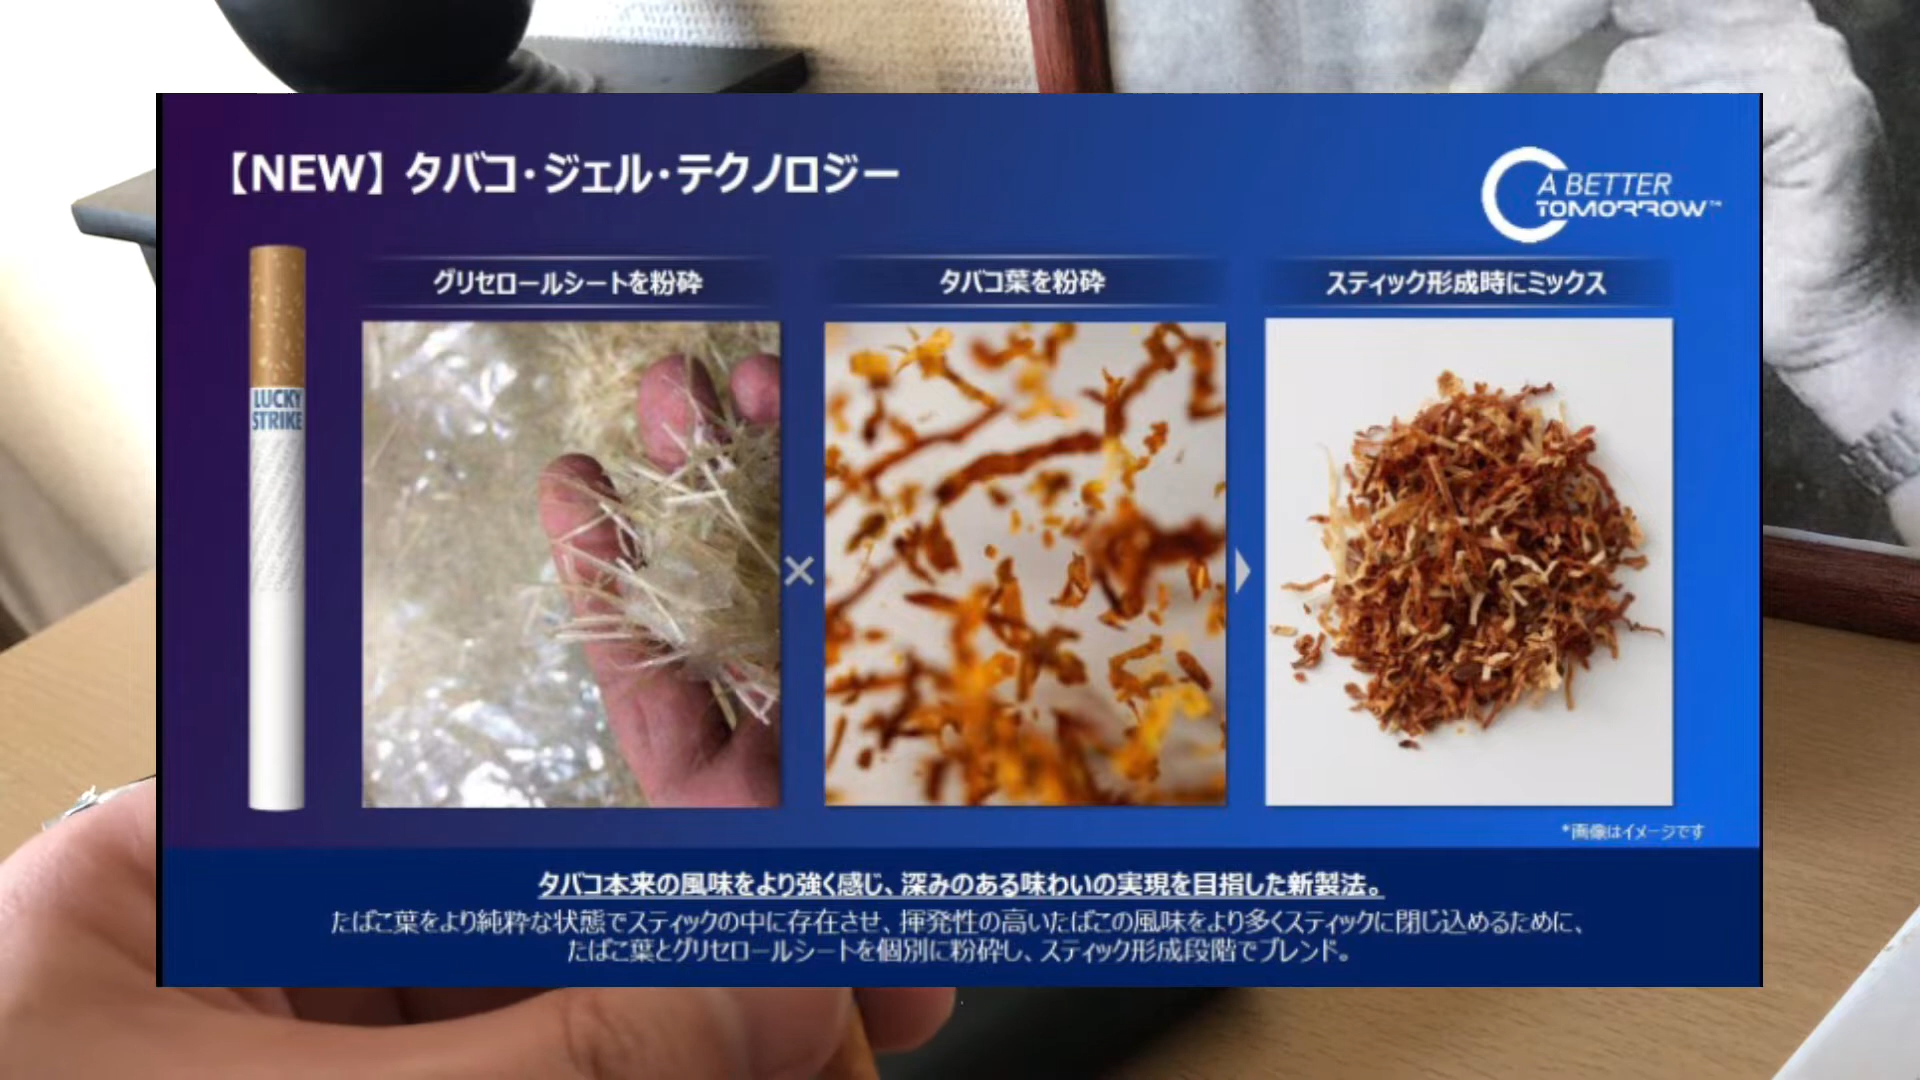 【NEW】タバコ・ジェル・テクノロジー
A BETTER
TOMORROW™
グリセロールシートを粉砕
タバコ葉を粉砕
スティック形成時にミックス
LUCKY
STRIKE
×
*画像はイメージです
タバコ本来の風味をより強く感じ、深みのある味わいの実現を目指した新製法。
たばこ葉をより純粋な状態でスティックの中に存在させ、揮発性の高いたばこの風味をより多くスティックに閉じ込めるために、
たばこ葉とグリセロールシートを個別に粉砕し、スティック形成段階でブレンド。